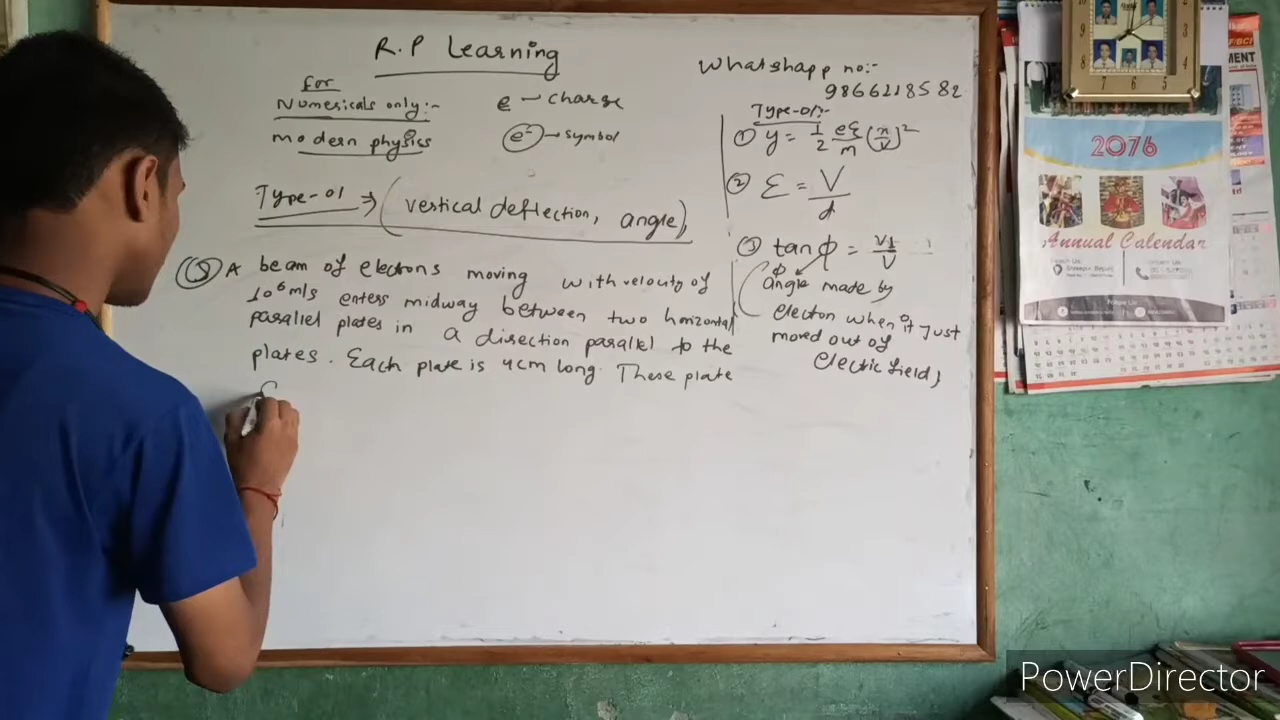 R.P Learning
for
Numericals only:-
modern physics
e - charge
e⁻ - symbol
Whatshapp no:-
9866218582
Type-01:-
① y = 1/2 eξ/m (x/v)²
② ξ = V/d
③ tan ϕ = v⊥/v
ϕ
angle made by
electron when it just
moved out of
electric field,
Type-01 → (vertical deflection, angle),
⑤ A beam of electrons moving with velocity of
10⁶m/s enters midway between two horizontal
parallel plates in a direction parallel to the
plates. Each plate is 4cm long. These plate
2076
Annual Calendar
PowerDirector